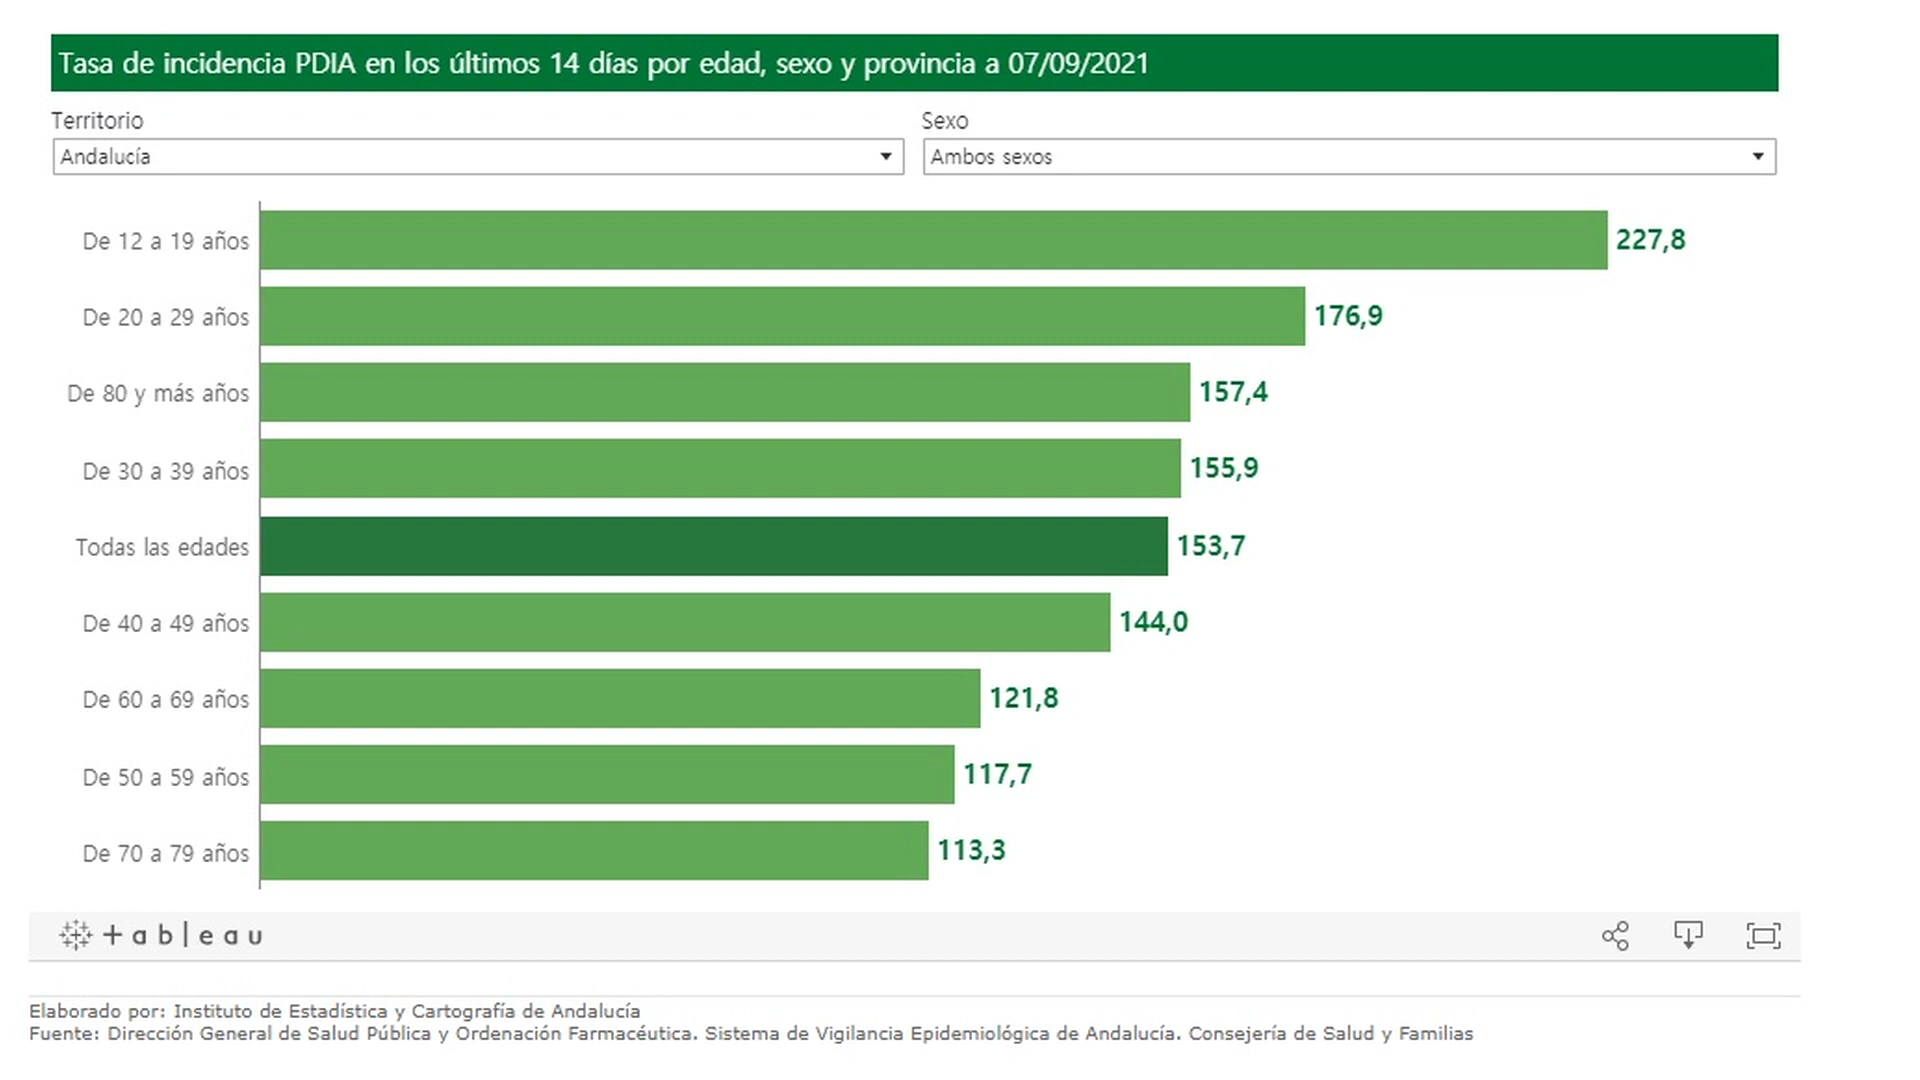 Tasa de incidencia PDIA en los últimos 14 días por edad, sexo y provincia a 07/09/2021
Territorio Sexo
Andalucía Ambos sexos
De 12 a 19 años 227,8
De 20 a 29 años 176,9
De 80 y más años 157,4
De 30 a 39 años 155,9
Todas las edades 153,7
De 40 a 49 años 144,0
De 60 a 69 años 121,8
De 50 a 59 años 117,7
De 70 a 79 años 113,3
tableau
Elaborado por: Instituto de Estadística y Cartografía de Andalucía
Fuente: Dirección General de Salud Pública y Ordenación Farmacéutica. Sistema de Vigilancia Epidemiológica de Andalucía. Consejería de Salud y Familias